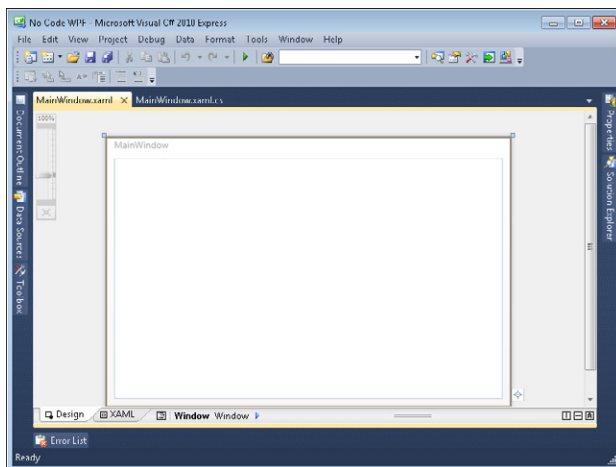 No Code WPF - Microsoft Visual C# 2010 Express
File Edit View Project Debug Data Format Tools Window Help
MainWindow.xaml MainWindow.xaml.cs
100%
MainWindow
Document Outline
Data Sources
Toolbox
Properties
Solution Explorer
Design XAML Window Window
Error List
Ready